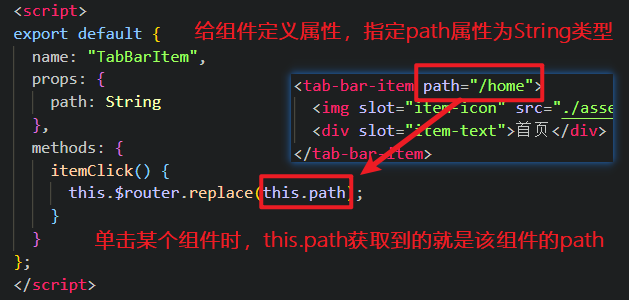 <script>
export default {
给组件定义属性，指定path属性为String类型
name: "TabBarItem",
props: {
path: String
},
methods: {
itemClick() {
this.$router.replace(this.path);
}
}
};
</script>
<tab-bar-item path="/home">
<img slot="item-icon" src="./asse
<div slot="item-text">首页</div>
</tab-bar-item>
单击某个组件时，this.path获取到的就是该组件的path